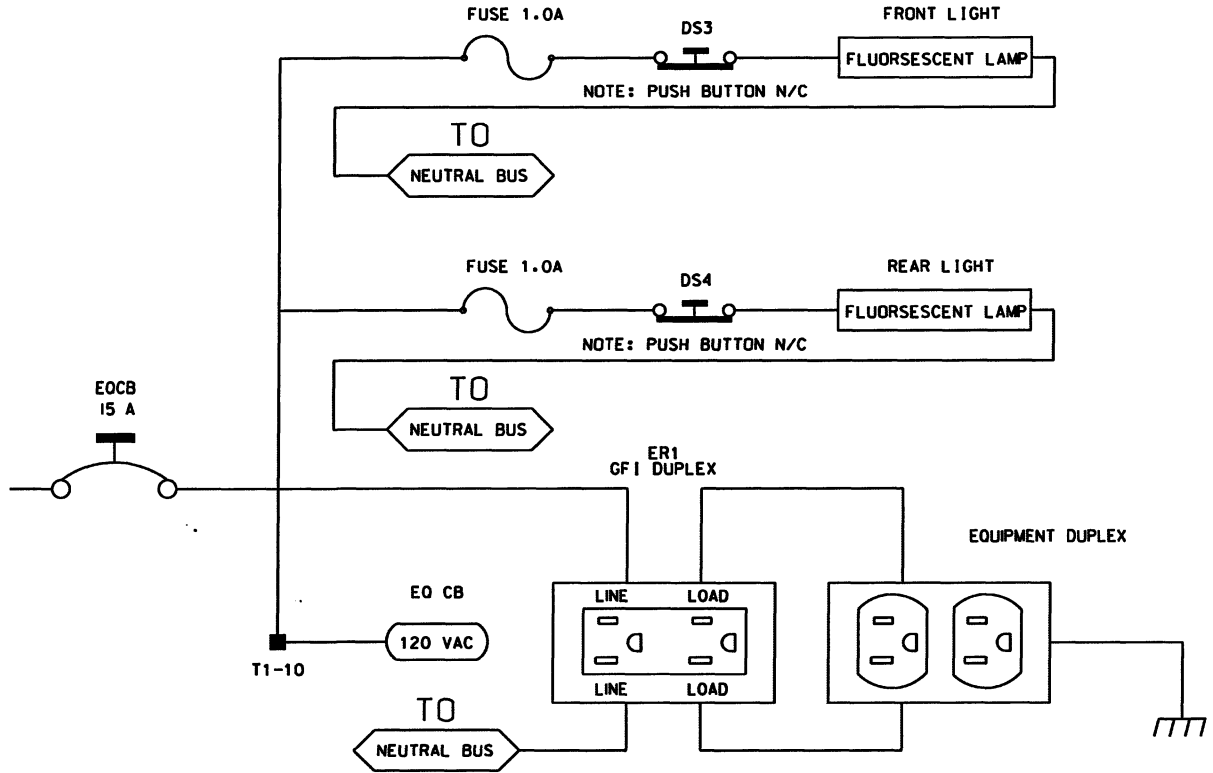 FUSE 1.0A
DS3
FRONT LIGHT
FLUORSESCENT LAMP
NOTE: PUSH BUTTON N/C
TO
NEUTRAL BUS
FUSE 1.0A
DS4
REAR LIGHT
FLUORSESCENT LAMP
NOTE: PUSH BUTTON N/C
TO
NEUTRAL BUS
EQCB
15 A
ER1
GFI DUPLEX
EQUIPMENT DUPLEX
EQ CB
120 VAC
T1-10
LINE LOAD
LINE LOAD
TO
NEUTRAL BUS